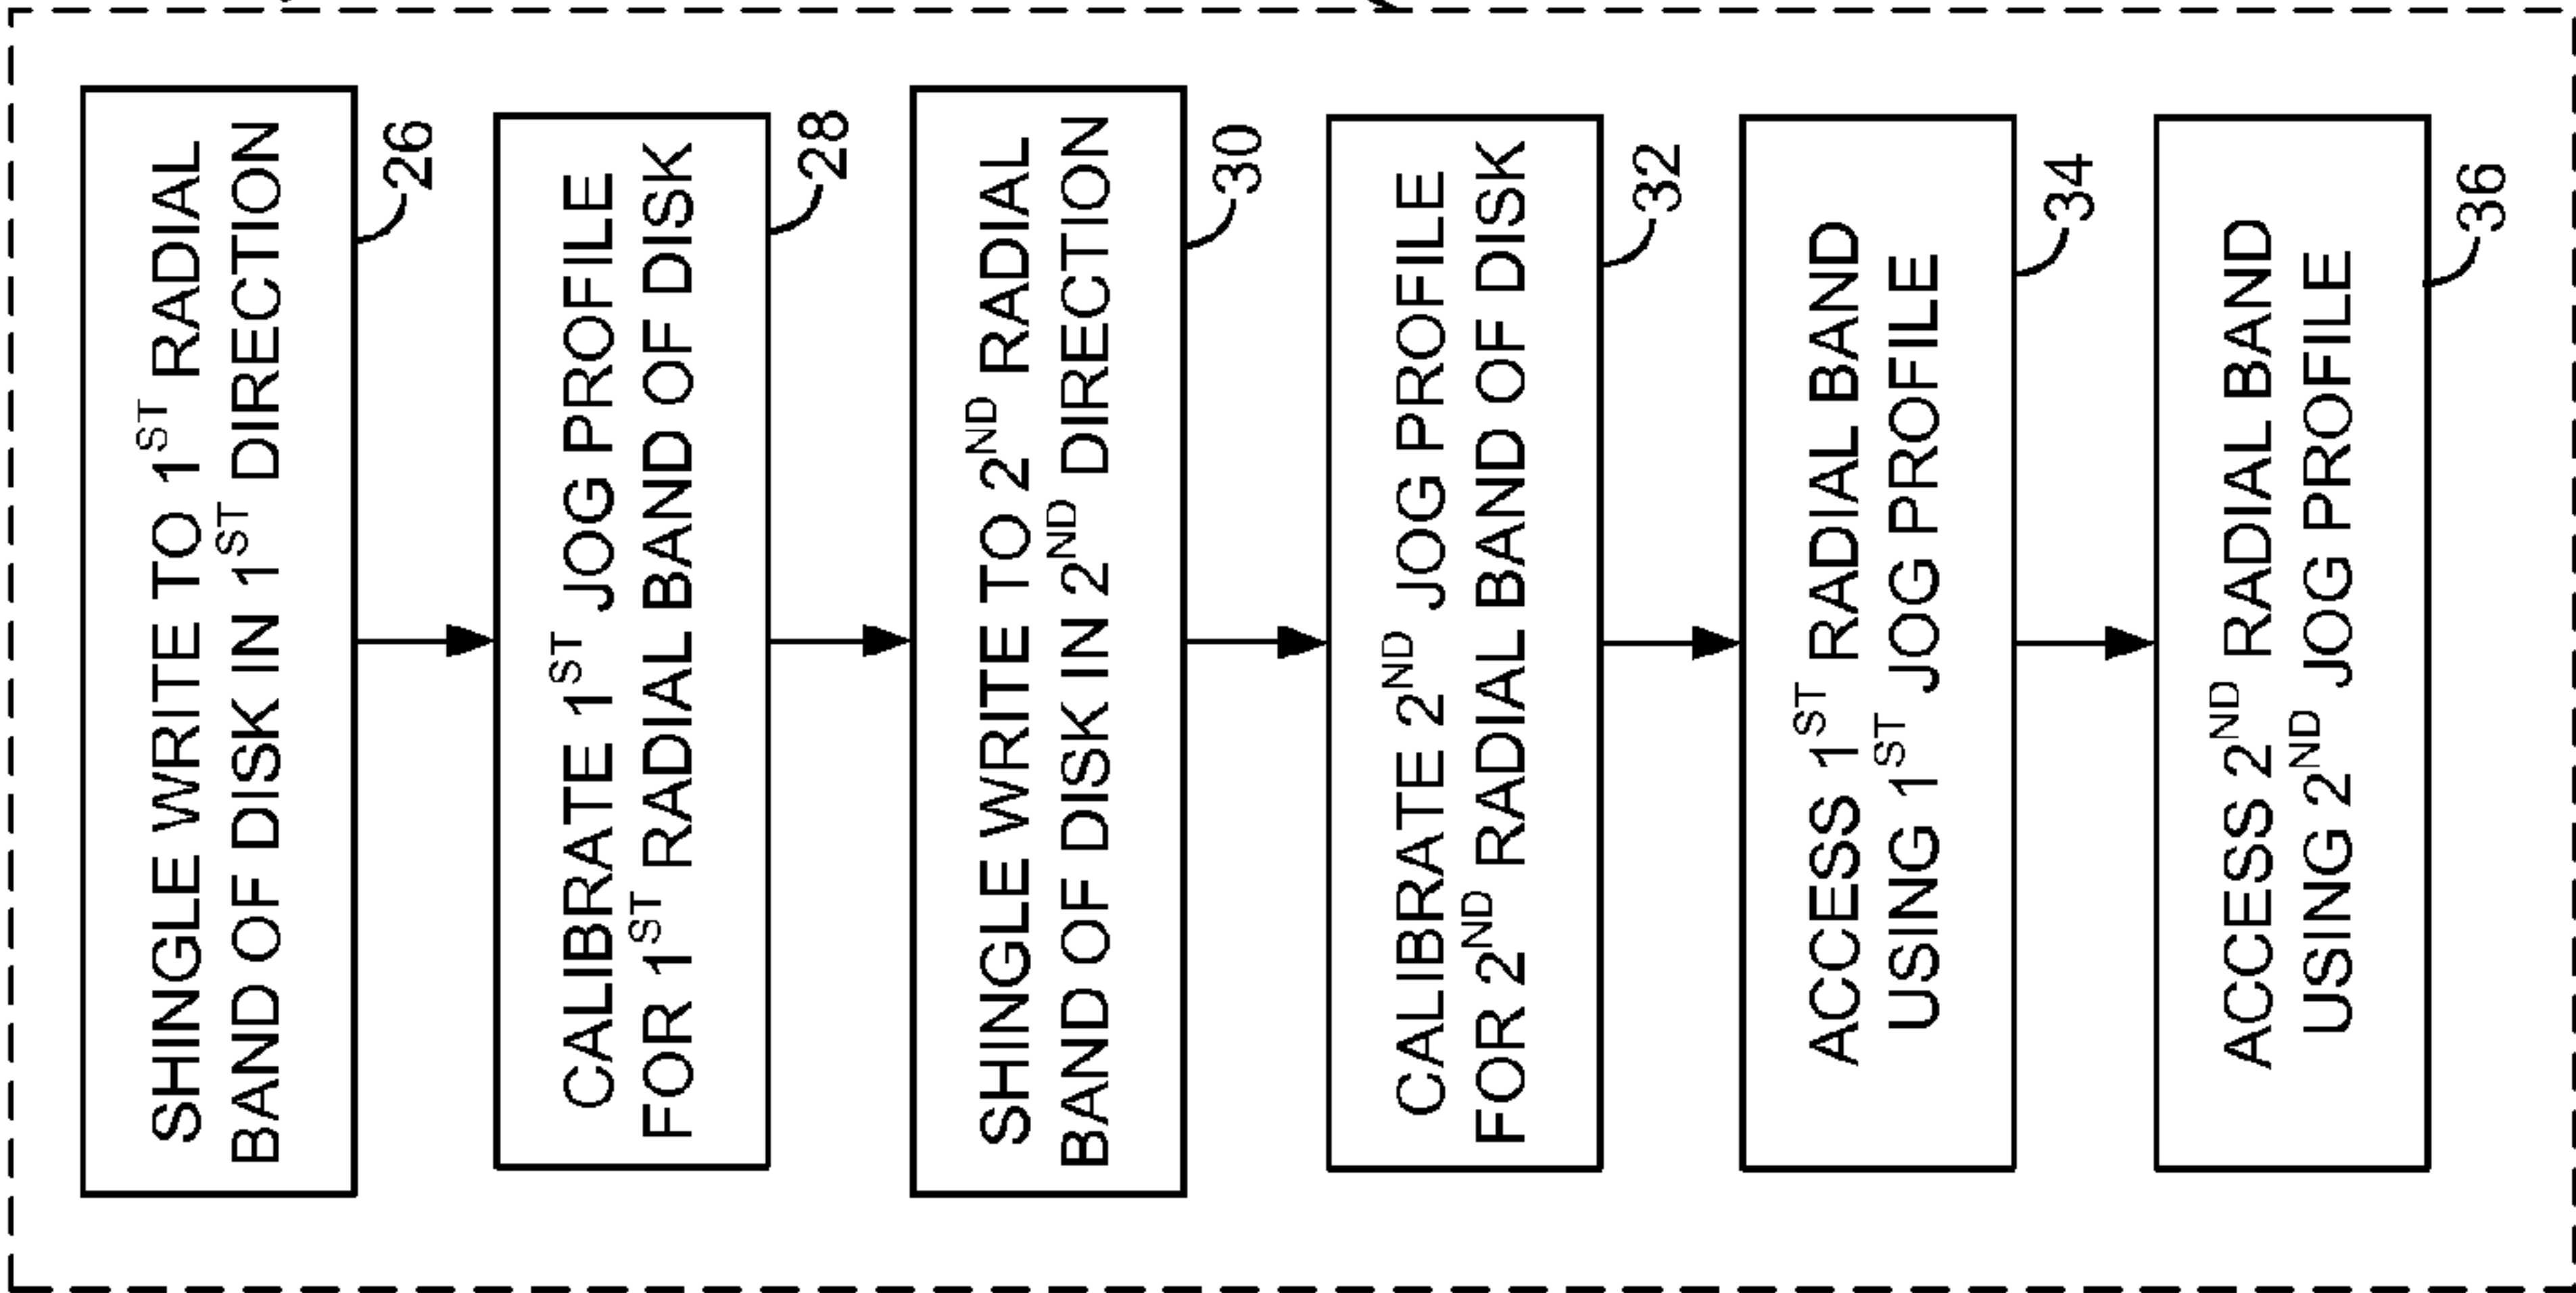 SHINGLE WRITE TO 1ST RADIAL
BAND OF DISK IN 1ST DIRECTION
26
CALIBRATE 1ST JOG PROFILE
FOR 1ST RADIAL BAND OF DISK
28
SHINGLE WRITE TO 2ND RADIAL
BAND OF DISK IN 2ND DIRECTION
30
CALIBRATE 2ND JOG PROFILE
FOR 2ND RADIAL BAND OF DISK
32
ACCESS 1ST RADIAL BAND
USING 1ST JOG PROFILE
34
ACCESS 2ND RADIAL BAND
USING 2ND JOG PROFILE
36